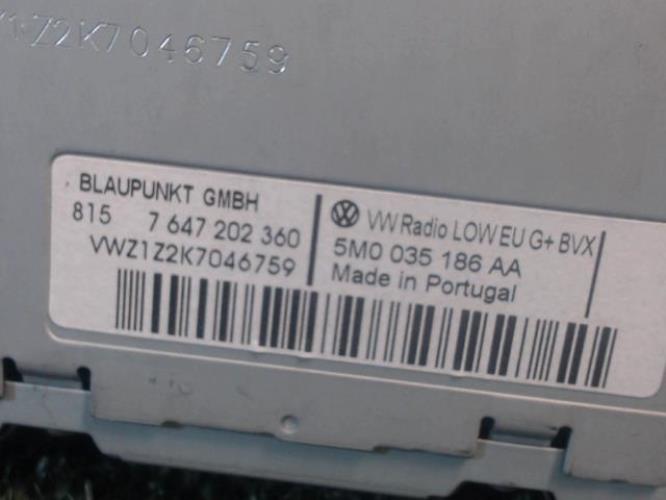 Z2K7046759
BLAUPUNKT GMBH
815 7 647 202 360
VWZ1Z2K7046759
VW Radio LOW EU G+ BVX
5M0 035 186 AA
Made in Portugal